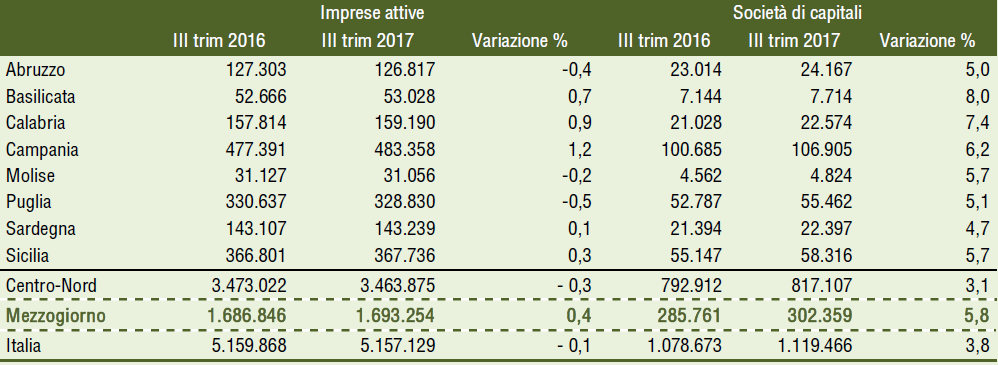 Imprese attive Società di capitali
III trim 2016 III trim 2017 Variazione % III trim 2016 III trim 2017 Variazione %
Abruzzo 127.303 126.817 -0,4 23.014 24.167 5,0
Basilicata 52.666 53.028 0,7 7.144 7.714 8,0
Calabria 157.814 159.190 0,9 21.028 22.574 7,4
Campania 477.391 483.358 1,2 100.685 106.905 6,2
Molise 31.127 31.056 -0,2 4.562 4.824 5,7
Puglia 330.637 328.830 -0,5 52.787 55.462 5,1
Sardegna 143.107 143.239 0,1 21.394 22.397 4,7
Sicilia 366.801 367.736 0,3 55.147 58.316 5,7
Centro-Nord 3.473.022 3.463.875 - 0,3 792.912 817.107 3,1
Mezzogiorno 1.686.846 1.693.254 0,4 285.761 302.359 5,8
Italia 5.159.868 5.157.129 - 0,1 1.078.673 1.119.466 3,8